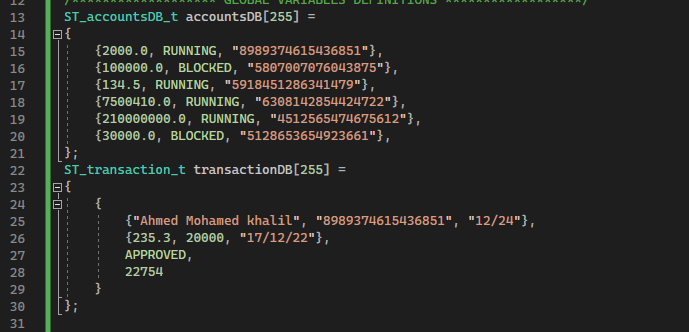 12 /******************* GLOBAL VARIABLES DEFINITIONS ******************/
13 ST_accountsDB_t accountsDB[255] =
14 {
15 {2000.0, RUNNING, "8989374615436851"},
16 {100000.0, BLOCKED, "5807007076043875"},
17 {134.5, RUNNING, "5918451286341479"},
18 {7500410.0, RUNNING, "6308142854424722"},
19 {210000000.0, RUNNING, "4512565474675612"},
20 {30000.0, BLOCKED, "5128653654923661"},
21 };
22 ST_transaction_t transactionDB[255] =
23 {
24 {
25 {"Ahmed Mohamed khalil", "8989374615436851", "12/24"},
26 {235.3, 20000, "17/12/22"},
27 APPROVED,
28 22754
29 }
30 };
31